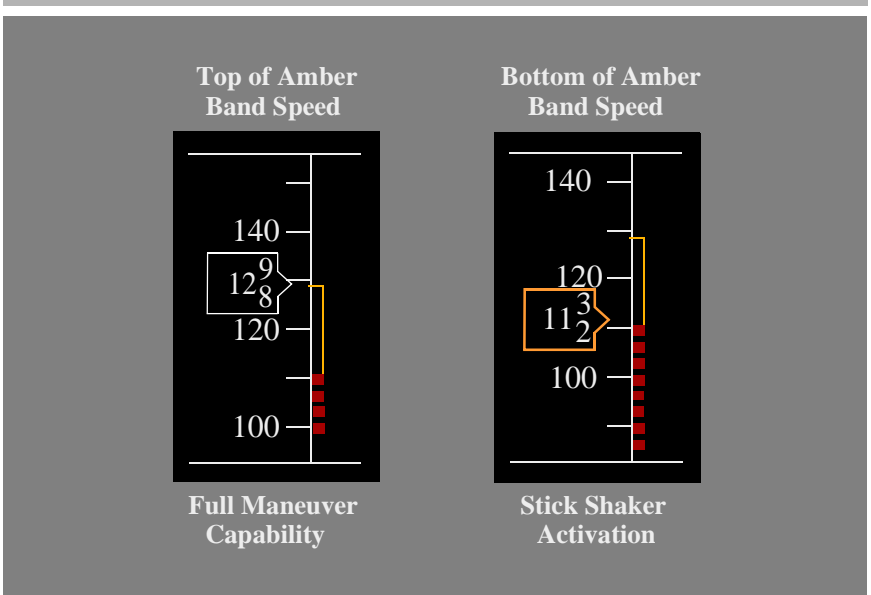 Top of Amber
Band Speed
140
12 9
8
120
100
Full Maneuver
Capability
Bottom of Amber
Band Speed
140
120
11 3
2
100
Stick Shaker
Activation